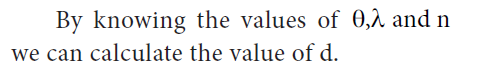 By knowing the values of θ,λ and n
we can calculate the value of d.